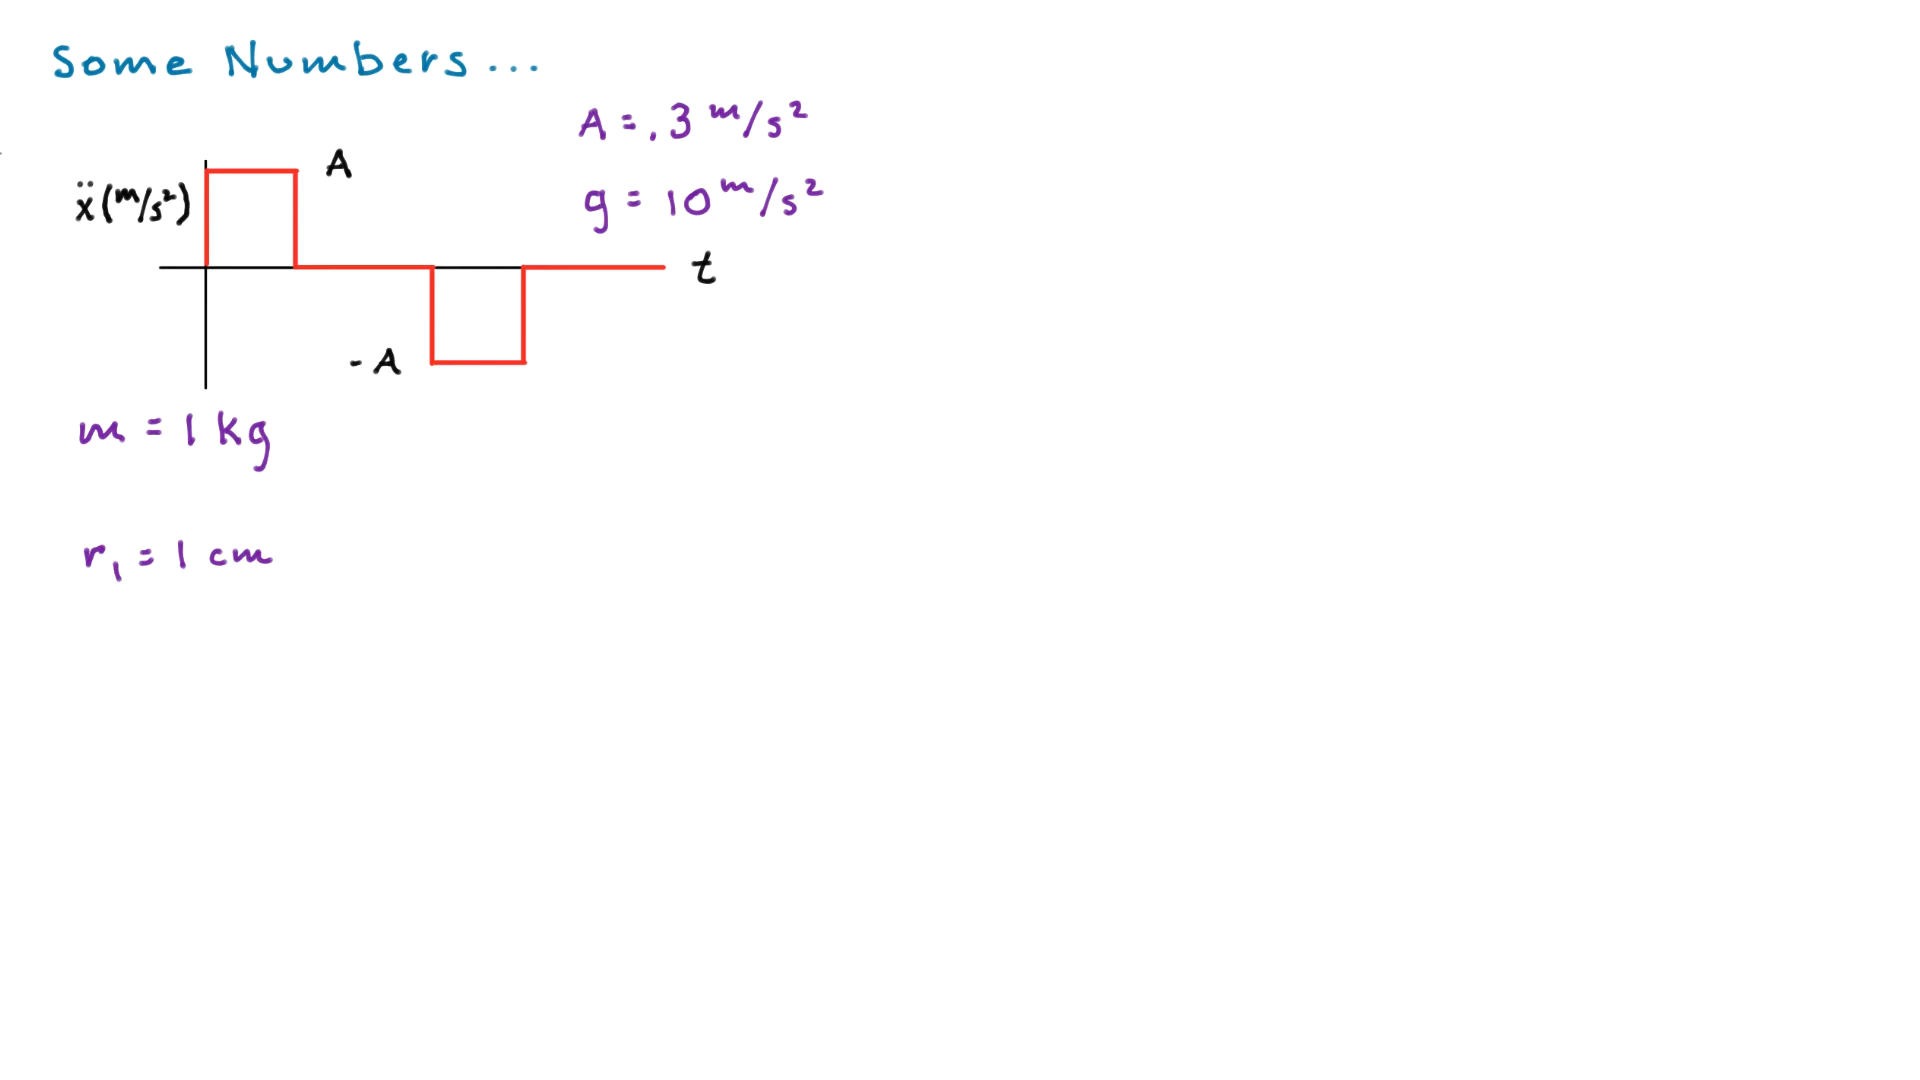 Some Numbers...
A = .3 m/s²
A
ẍ (m/s²)
g = 10 m/s²
t
- A
m = 1 kg
r₁ = 1 cm